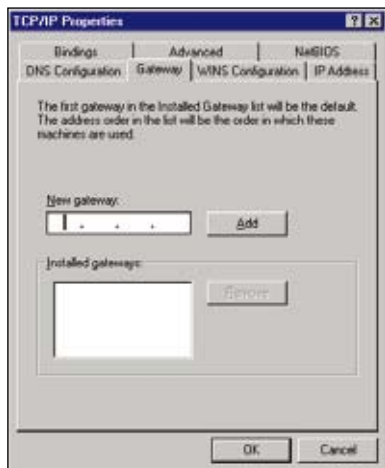 TCP/IP Properties
Bindings Advanced NetBIOS
DNS Configuration Gateway WINS Configuration IP Address
The first gateway in the Installed Gateway list will be the default.
The address order in the list will be the order in which these
machines are used.
New gateway:
. . .
Add
Installed gateways:
Remove
OK Cancel